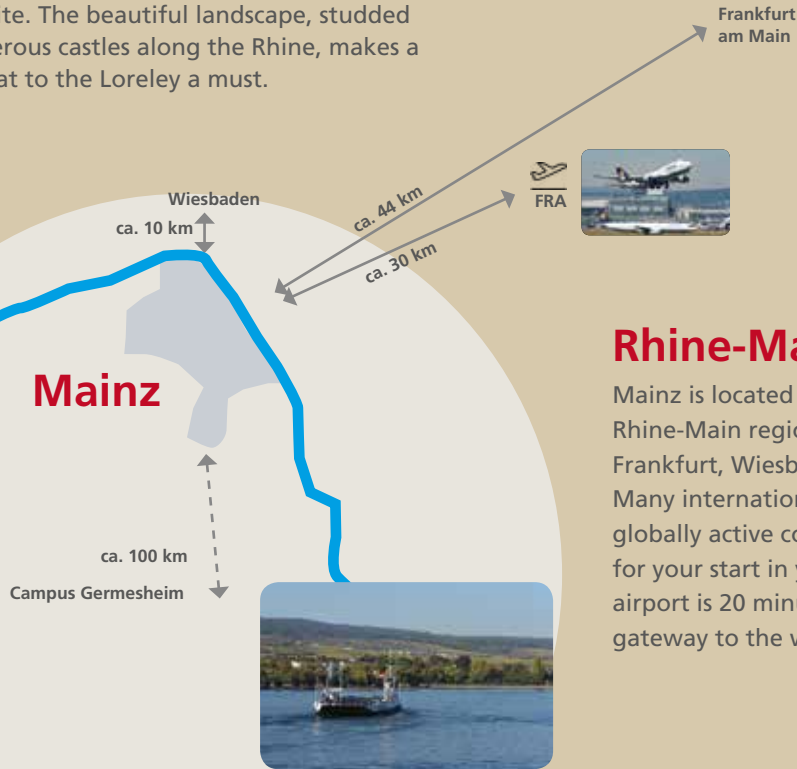 ite. The beautiful landscape, studded
erous castles along the Rhine, makes a
at to the Loreley a must.
Frankfurt
am Main
FRA
Wiesbaden
ca. 10 km
ca. 44 km
ca. 30 km
Mainz
ca. 100 km
Campus Germesheim
Rhine-Ma
Mainz is located
Rhine-Main regio
Frankfurt, Wiesb
Many internation
globally active co
for your start in y
airport is 20 minu
gateway to the w